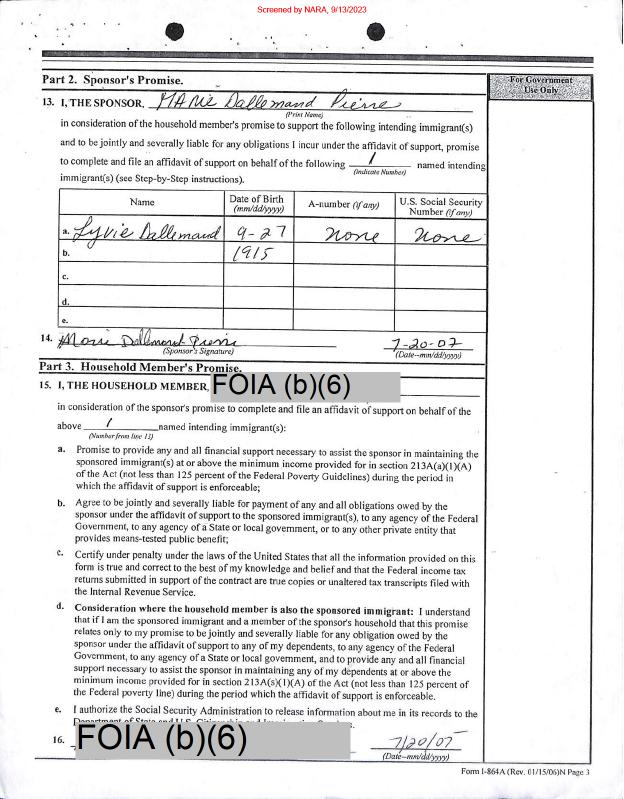 Screened by NARA, 9/13/2023
Part 2. Sponsor's Promise.
For Government
Use Only
13. I, THE SPONSOR, MARie Dallemand Pierre
(Print Name)
in consideration of the household member's promise to support the following intending immigrant(s)
and to be jointly and severally liable for any obligations I incur under the affidavit of support, promise
to complete and file an affidavit of support on behalf of the following 1 named intending
(Indicate Number)
immigrant(s) (see Step-by-Step instructions).
Name Date of Birth (mm/dd/yyyy) A-number (if any) U.S. Social Security Number (if any)
a. Lyvie Dallemand 9-27 None None
b. 1915
c.
d.
e.
14. Marie Dallemand-Pierre 7-20-07
(Sponsor's Signature) (Date--mm/dd/yyyy)
Part 3. Household Member's Promise.
15. I, THE HOUSEHOLD MEMBER, FOIA (b)(6)
in consideration of the sponsor's promise to complete and file an affidavit of support on behalf of the
above 1 named intending immigrant(s):
(Number from line 13)
a. Promise to provide any and all financial support necessary to assist the sponsor in maintaining the
sponsored immigrant(s) at or above the minimum income provided for in section 213A(a)(1)(A)
of the Act (not less than 125 percent of the Federal Poverty Guidelines) during the period in
which the affidavit of support is enforceable;
b. Agree to be jointly and severally liable for payment of any and all obligations owed by the
sponsor under the affidavit of support to the sponsored immigrant(s), to any agency of the Federal
Government, to any agency of a State or local government, or to any other private entity that
provides means-tested public benefit;
c. Certify under penalty under the laws of the United States that all the information provided on this
form is true and correct to the best of my knowledge and belief and that the Federal income tax
returns submitted in support of the contract are true copies or unaltered tax transcripts filed with
the Internal Revenue Service.
d. Consideration where the household member is also the sponsored immigrant: I understand
that if I am the sponsored immigrant and a member of the sponsor's household that this promise
relates only to my promise to be jointly and severally liable for any obligation owed by the
sponsor under the affidavit of support to any of my dependents, to any agency of the Federal
Government, to any agency of a State or local government, and to provide any and all financial
support necessary to assist the sponsor in maintaining any of my dependents at or above the
minimum income provided for in section 213A(s)(1)(A) of the Act (not less than 125 percent of
the Federal poverty line) during the period which the affidavit of support is enforceable.
e. I authorize the Social Security Administration to release information about me in its records to the
Department of State and U.S.
16. FOIA (b)(6) 7/20/07
(Date--mm/dd/yyyy)
Form I-864A (Rev. 01/15/06)N Page 3